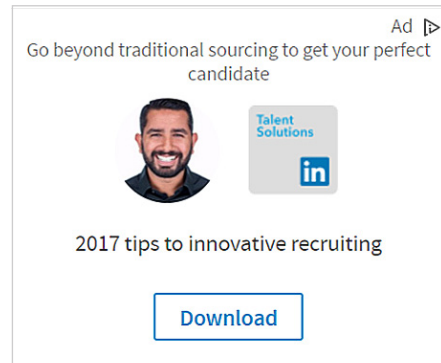 Ad
Go beyond traditional sourcing to get your perfect
candidate
Talent
Solutions
in
2017 tips to innovative recruiting
Download